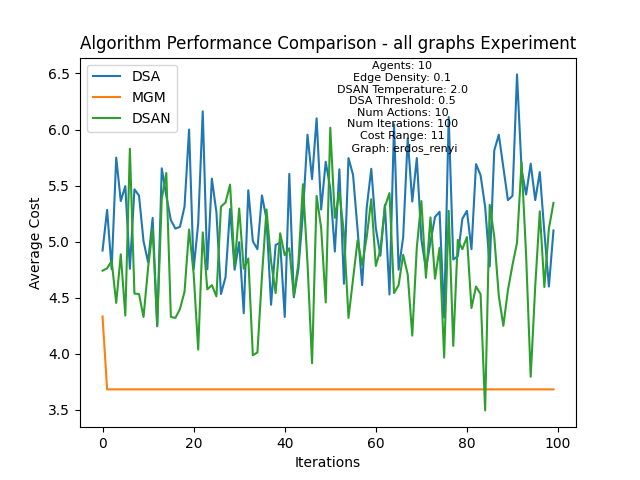 Algorithm Performance Comparison - all graphs Experiment
DSA
MGM
DSAN
Agents: 10
Edge Density: 0.1
DSAN Temperature: 2.0
DSA Threshold: 0.5
Num Actions: 10
Num Iterations: 100
Cost Range: 11
Graph: erdos_renyi
Average Cost
6.5
6.0
5.5
5.0
4.5
4.0
3.5
0 20 40 60 80 100
Iterations